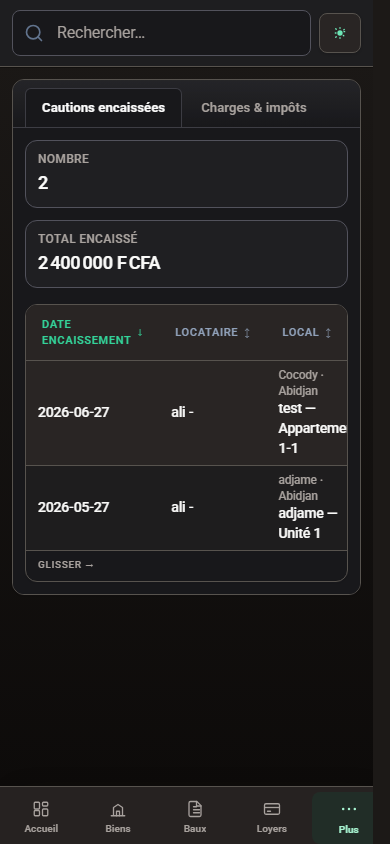 Rechercher...
Cautions encaissées
Charges & impôts
NOMBRE
2
TOTAL ENCAISSÉ
2 400 000 F CFA
DATE
ENCAISSEMENT ↓
LOCATAIRE ↕
LOCAL ↕
2026-06-27
ali -
Cocody ·
Abidjan
test —
Apparteme
1-1
2026-05-27
ali -
adjame ·
Abidjan
adjame —
Unité 1
GLISSER →
Accueil
Biens
Baux
Loyers
Plus